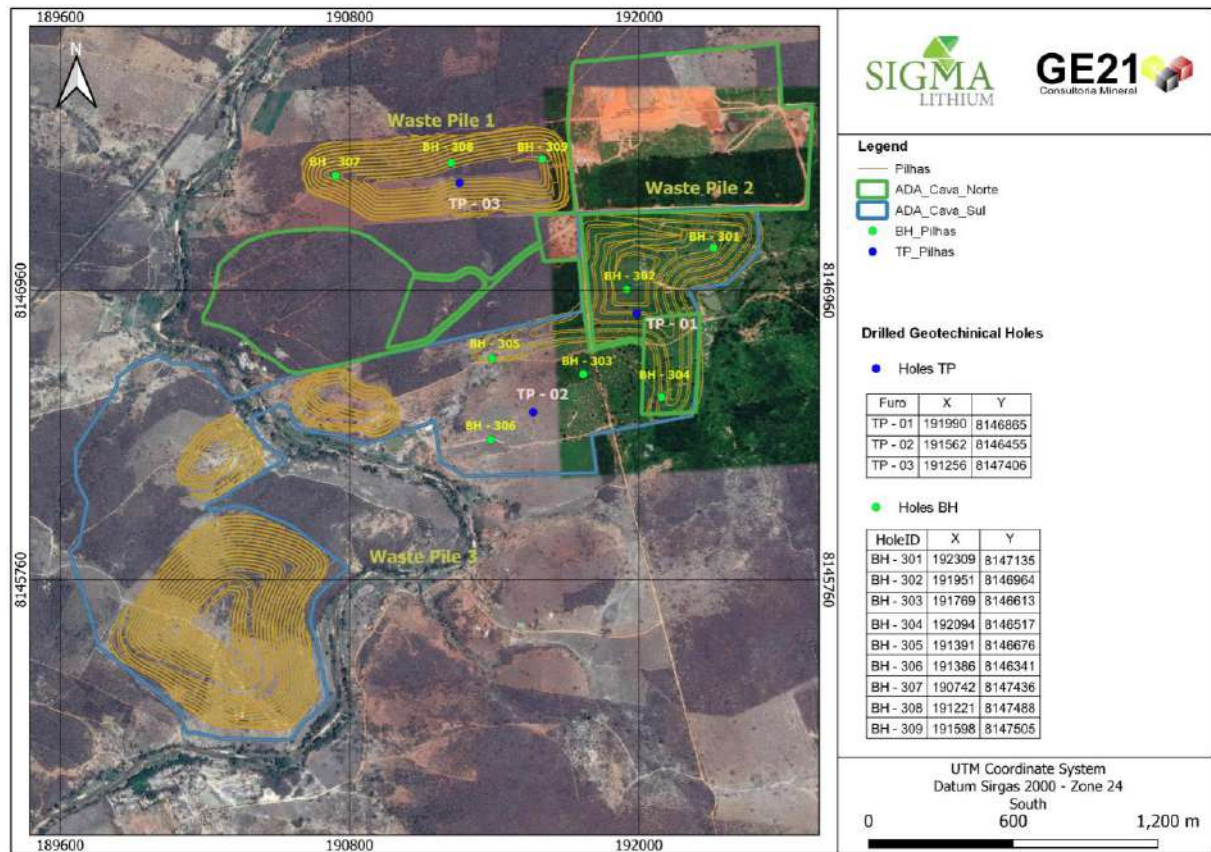 189600 190800 192000
N
Waste Pile 1
BH - 307
BH - 308
BH - 309
TP - 03
Waste Pile 2
BH - 301
BH - 302
TP - 01
BH - 303
BH - 304
BH - 305
TP - 02
BH - 306
Waste Pile 3
8146960
8146960
8145760
8145760
189600 190800 192000
SIGMA
LITHIUM
GE21
Consultoria Mineral
Legend
Pilhas
ADA_Cava_Norte
ADA_Cava_Sul
BH_Pilhas
TP_Pilhas
Drilled Geotechinical Holes
Holes TP
Furo X Y
TP - 01 191990 8146865
TP - 02 191562 8146455
TP - 03 191256 8147406
Holes BH
HoleID X Y
BH - 301 192309 8147135
BH - 302 191951 8146964
BH - 303 191769 8146613
BH - 304 192094 8146517
BH - 305 191391 8146676
BH - 306 191386 8146341
BH - 307 190742 8147436
BH - 308 191221 8147488
BH - 309 191598 8147505
UTM Coordinate System
Datum Sirgas 2000 - Zone 24
South
0 600 1,200 m